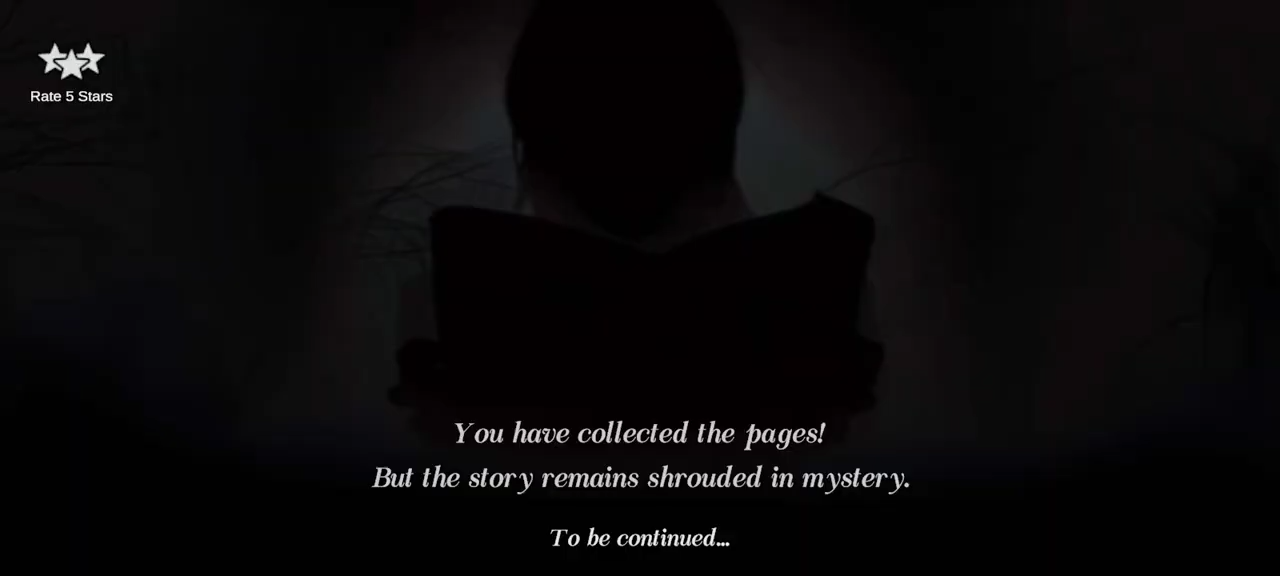 Rate 5 Stars
You have collected the pages!
But the story remains shrouded in mystery.
To be continued...